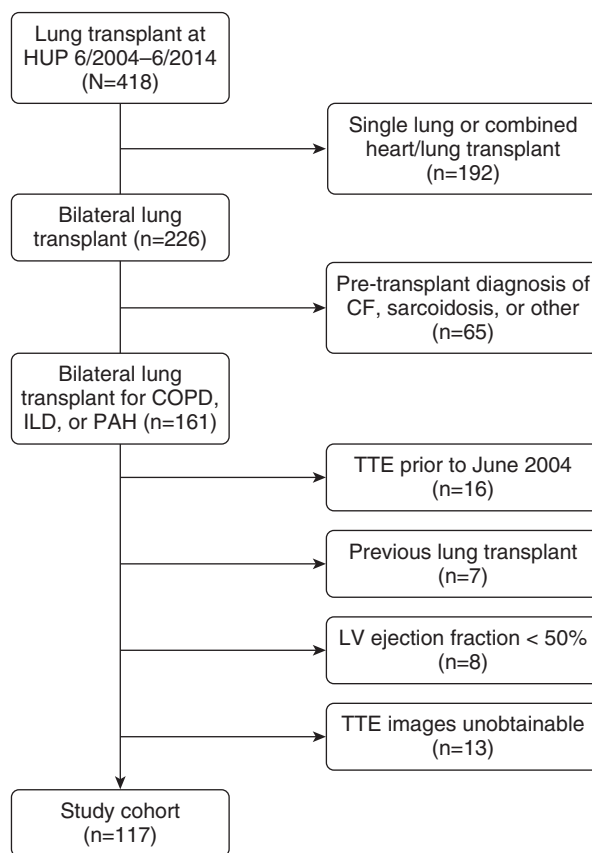 Lung transplant at
HUP 6/2004–6/2014
(N=418)
Single lung or combined
heart/lung transplant
(n=192)
Bilateral lung
transplant (n=226)
Pre-transplant diagnosis of
CF, sarcoidosis, or other
(n=65)
Bilateral lung
transplant for COPD,
ILD, or PAH (n=161)
TTE prior to June 2004
(n=16)
Previous lung transplant
(n=7)
LV ejection fraction < 50%
(n=8)
TTE images unobtainable
(n=13)
Study cohort
(n=117)